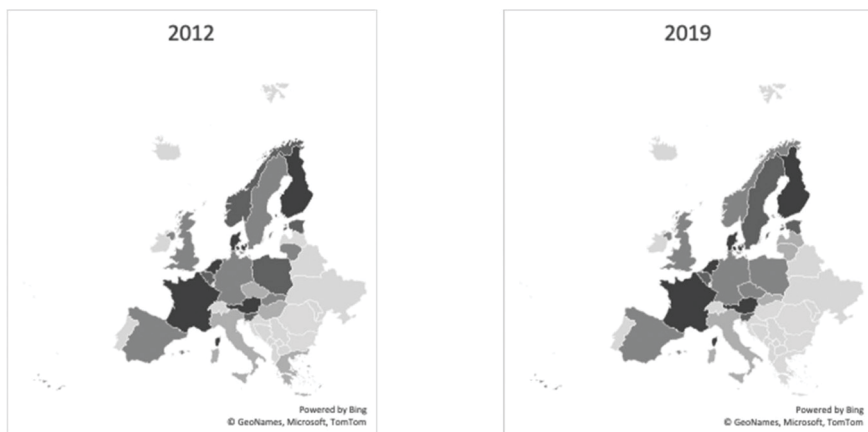 2012
Powered by Bing
© GeoNames, Microsoft, TomTom
2019
Powered by Bing
© GeoNames, Microsoft, TomTom